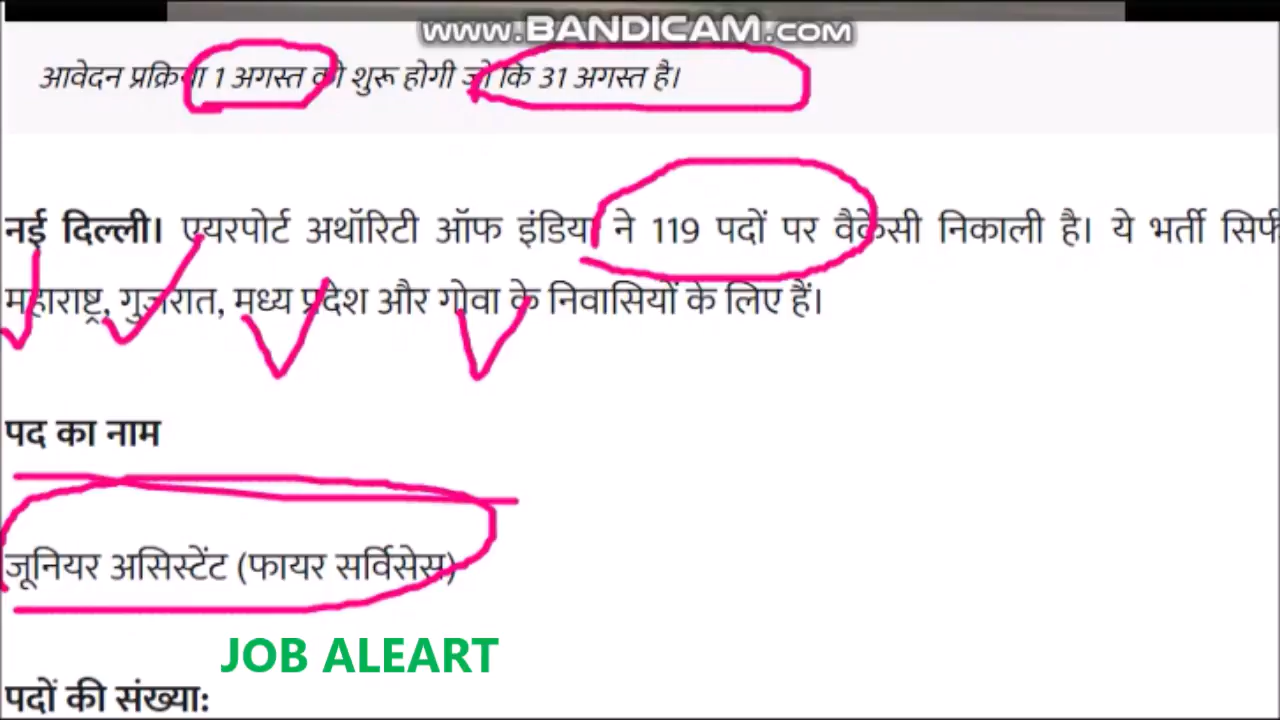 www.BANDICAM.com
आवेदन प्रक्रिया 1 अगस्त को शुरू होगी जो कि 31 अगस्त है।
नई दिल्ली। एयरपोर्ट अथॉरिटी ऑफ इंडिया ने 119 पदों पर वैकेंसी निकाली है। ये भर्ती सिर्फ
महाराष्ट्र, गुजरात, मध्य प्रदेश और गोवा के निवासियों के लिए हैं।
पद का नाम
जूनियर असिस्टेंट (फायर सर्विसेस)
JOB ALEART
पदों की संख्या: